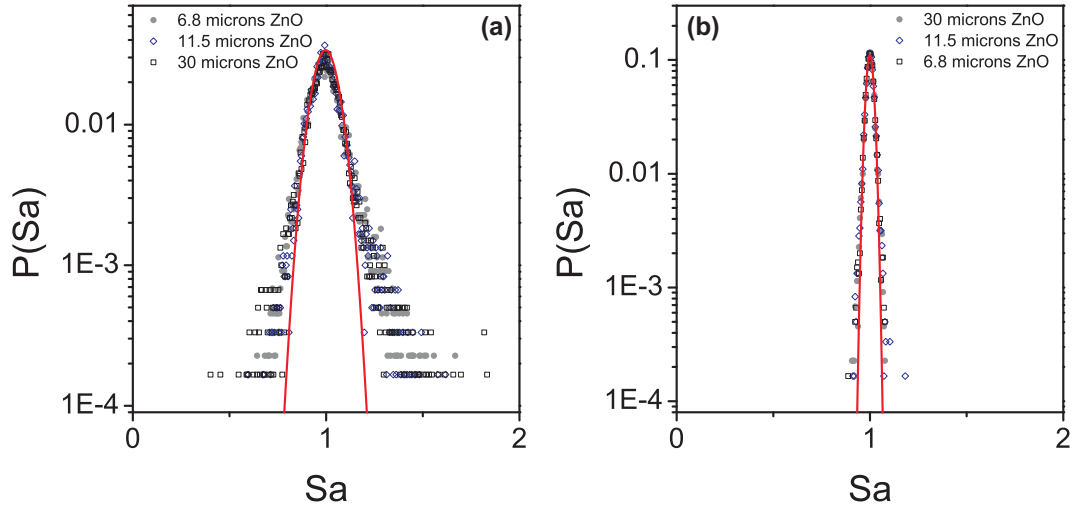 6.8 microns ZnO
11.5 microns ZnO
30 microns ZnO
(a)
0.01
1E-3
1E-4
P(Sa)
0
1
2
Sa
(b)
30 microns ZnO
11.5 microns ZnO
6.8 microns ZnO
0.1
0.01
1E-3
1E-4
P(Sa)
0
1
2
Sa